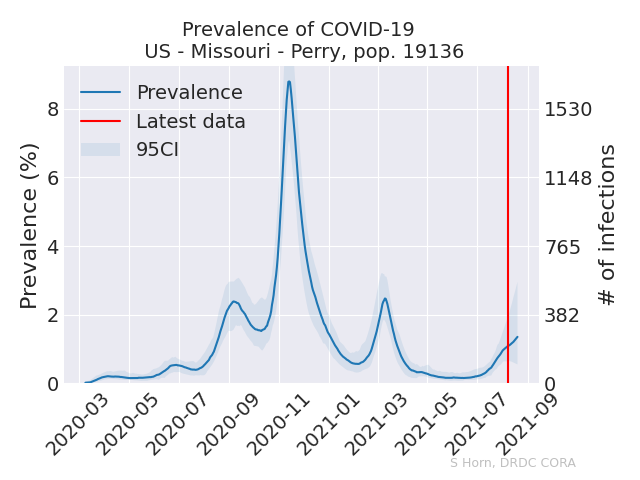 Prevalence of COVID-19
US - Missouri - Perry, pop. 19136
Prevalence
Latest data
95CI
Prevalence (%)
8
6
4
2
0
1530
1148
765
382
0
# of infections
2020-03
2020-05
2020-07
2020-09
2020-11
2021-01
2021-03
2021-05
2021-07
2021-09
S Horn, DRDC CORA